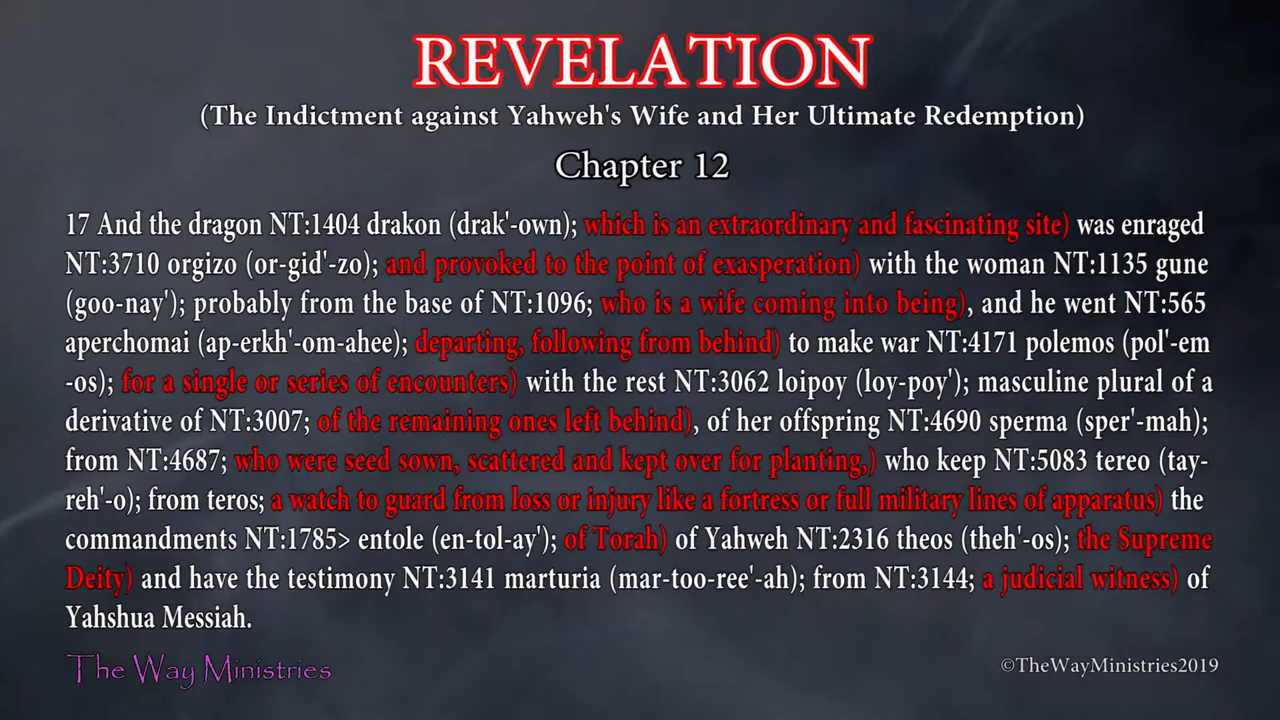 REVELATION
(The Indictment against Yahweh's Wife and Her Ultimate Redemption)
Chapter 12
17 And the dragon NT:1404 drakon (drak'-own); which is an extraordinary and fascinating site) was enraged
NT:3710 orgizo (or-gid'-zo); and provoked to the point of exasperation) with the woman NT:1135 gune
(goo-nay'); probably from the base of NT:1096; who is a wife coming into being), and he went NT:565
aperchomai (ap-erkh'-om-ahee); departing, following from behind) to make war NT:4171 polemos (pol'-em
-os); for a single or series of encounters) with the rest NT:3062 loipoy (loy-poy'); masculine plural of a
derivative of NT:3007; of the remaining ones left behind), of her offspring NT:4690 sperma (sper'-mah);
from NT:4687; who were seed sown, scattered and kept over for planting,) who keep NT:5083 tereo (tay-
reh'-o); from teros; a watch to guard from loss or injury like a fortress or full military lines of apparatus) the
commandments NT:1785> entole (en-tol-ay'); of Torah) of Yahweh NT:2316 theos (theh'-os); the Supreme
Deity) and have the testimony NT:3141 marturia (mar-too-ree'-ah); from NT:3144; a judicial witness) of
Yahshua Messiah.
The Way Ministries
©TheWayMinistries2019